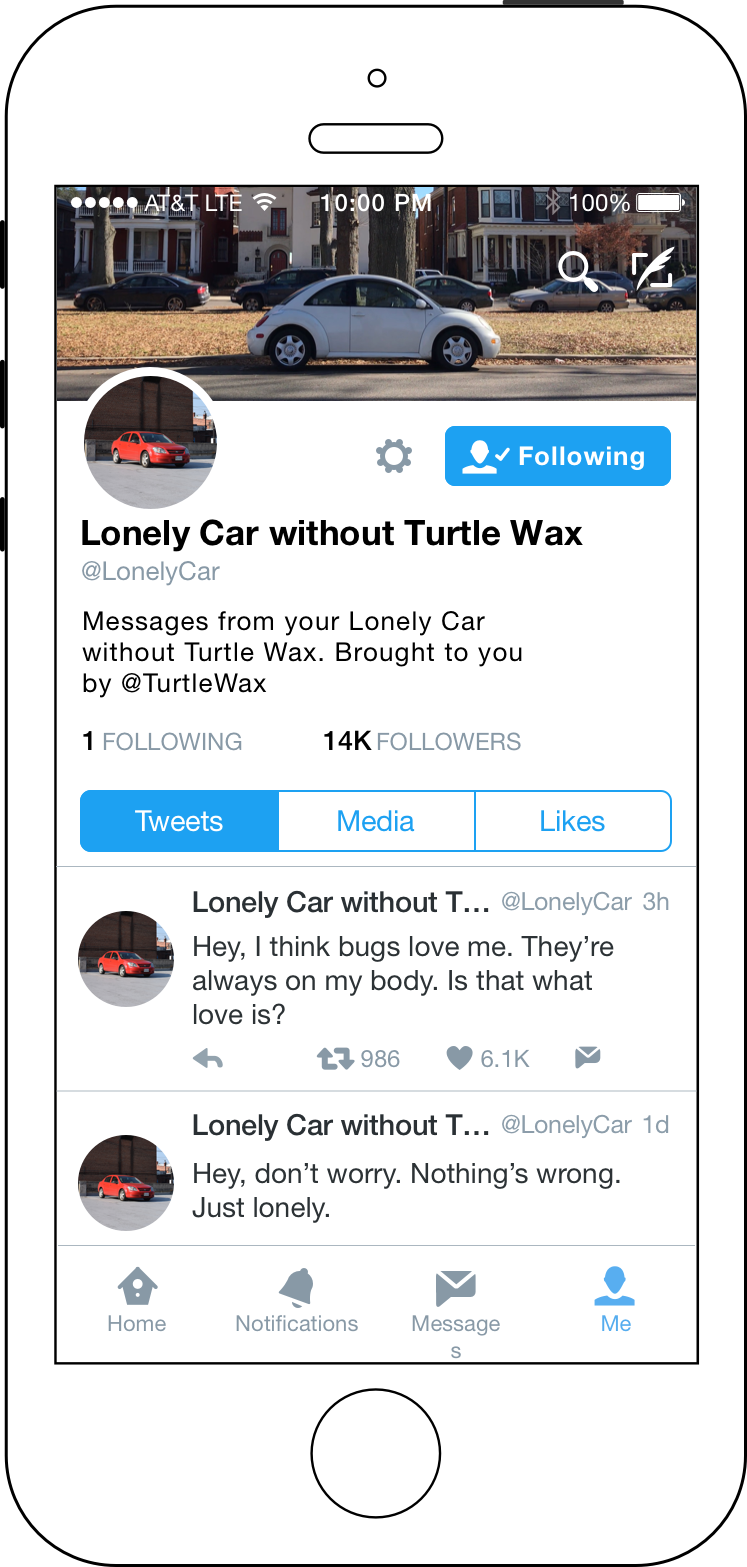 AT&T LTE 10:00 PM 100%
Following
Lonely Car without Turtle Wax
@LonelyCar
Messages from your Lonely Car
without Turtle Wax. Brought to you
by @TurtleWax
1 FOLLOWING 14K FOLLOWERS
Tweets Media Likes
Lonely Car without T... @LonelyCar 3h
Hey, I think bugs love me. They’re
always on my body. Is that what
love is?
986 6.1K
Lonely Car without T... @LonelyCar 1d
Hey, don’t worry. Nothing’s wrong.
Just lonely.
Home Notifications Message Me
s